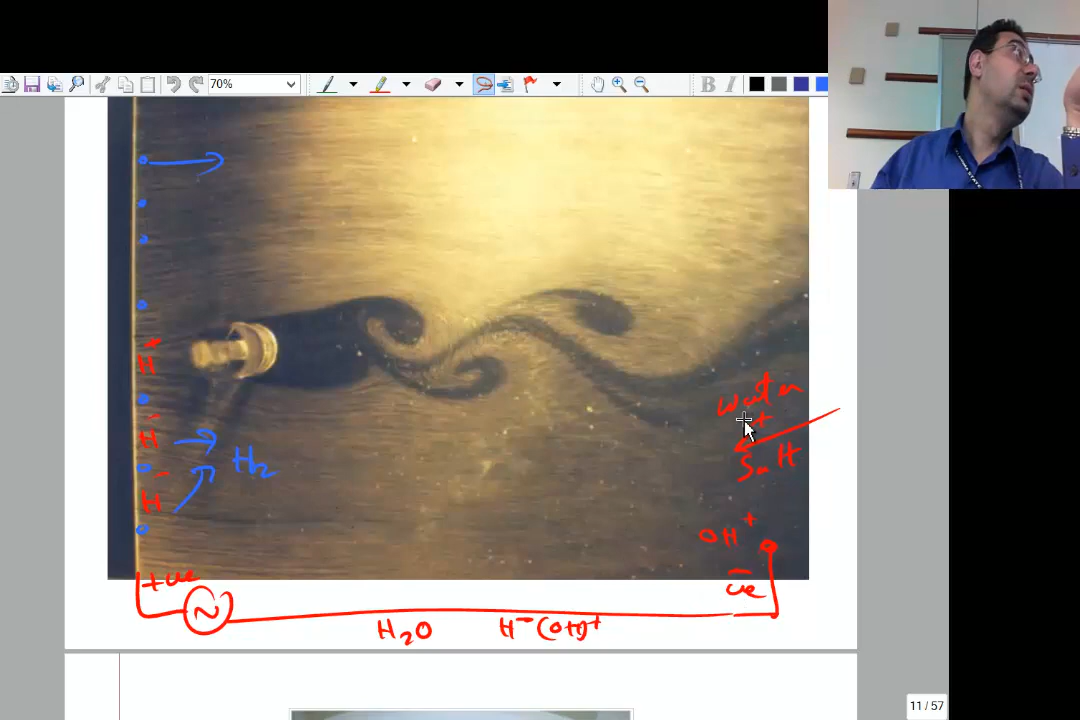 70%
B I
H+
H-
H-
H2
water
+
Salt
OH+
+ve
-ve
~
H2O H-(OH)+
11 / 57